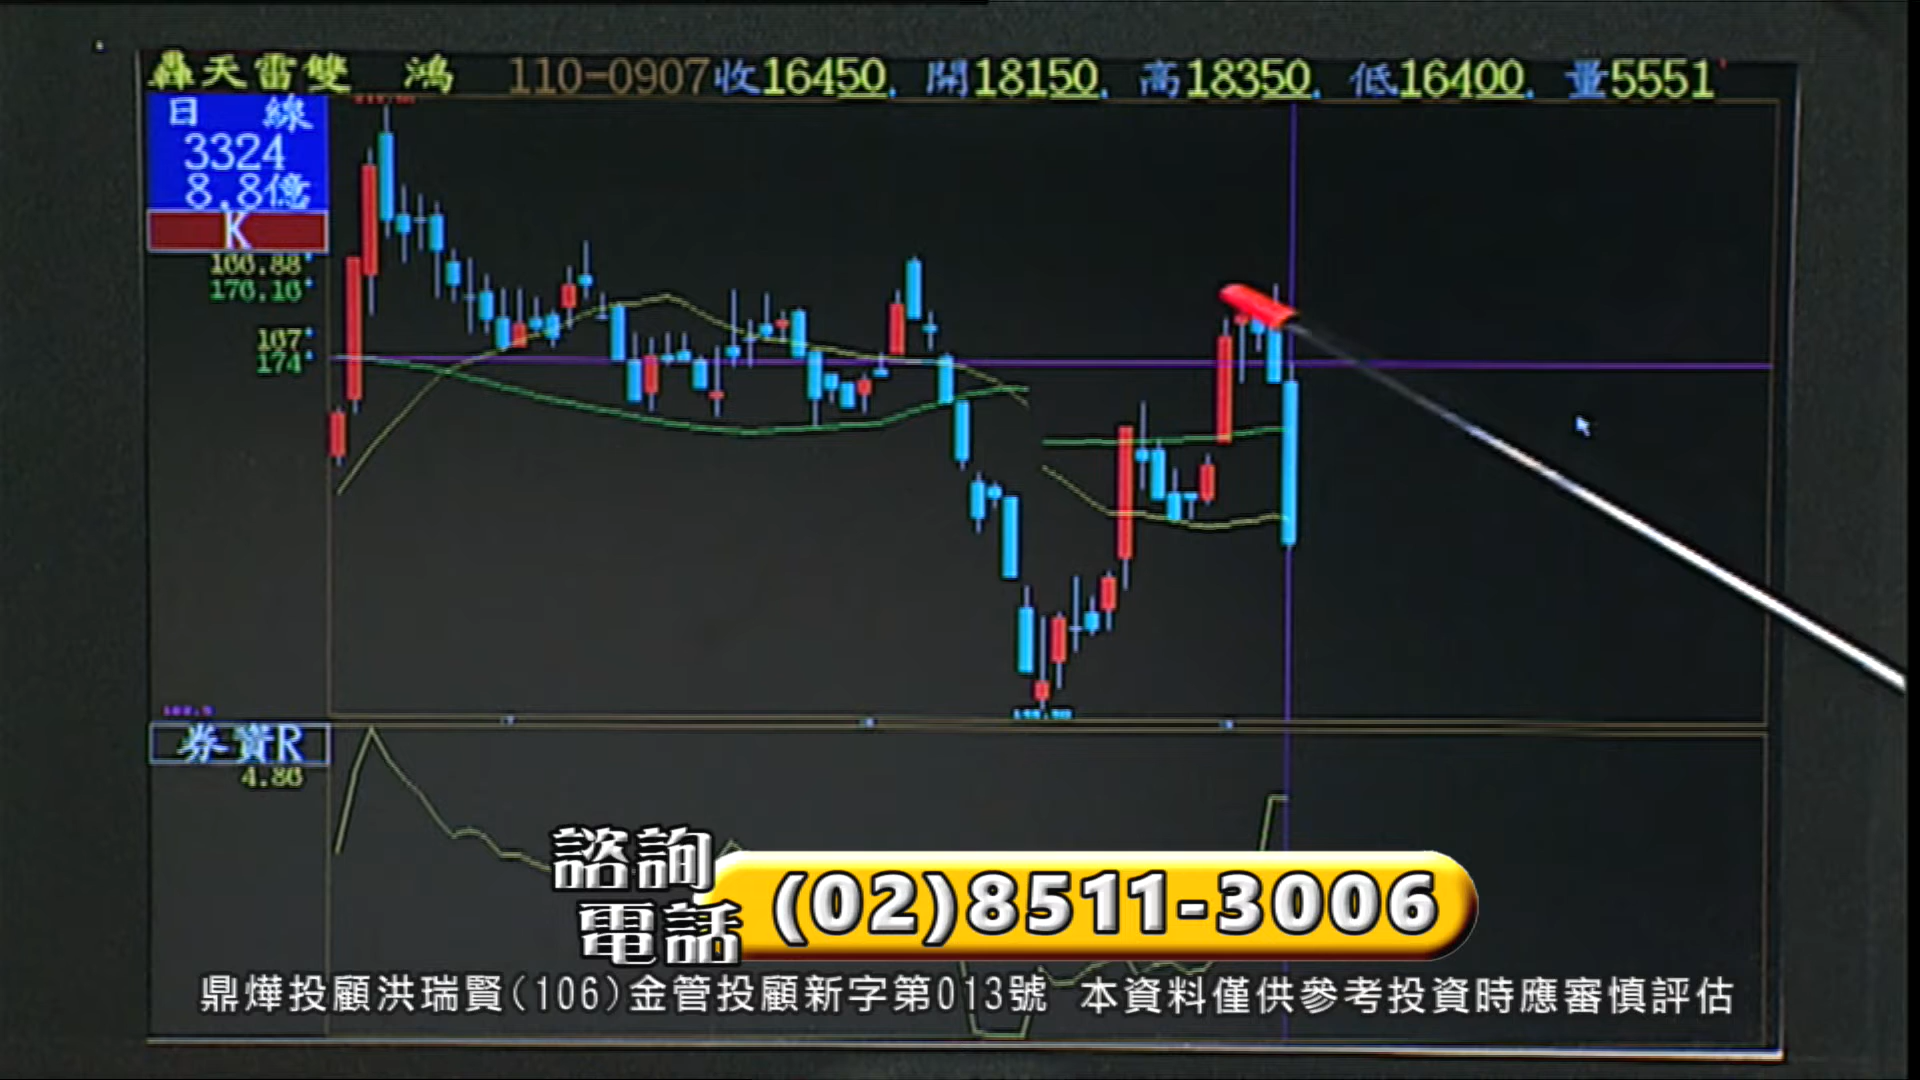 轟天雷雙 鴻 110-0907收16450. 開18150. 高18350. 低16400. 量5551
日 線
3324
8.8億
K
166.88
176.16
167
174
券資R
4.86
諮詢
電話
(02)8511-3006
鼎燁投顧洪瑞賢(106)金管投顧新字第013號 本資料僅供參考投資時應審慎評估